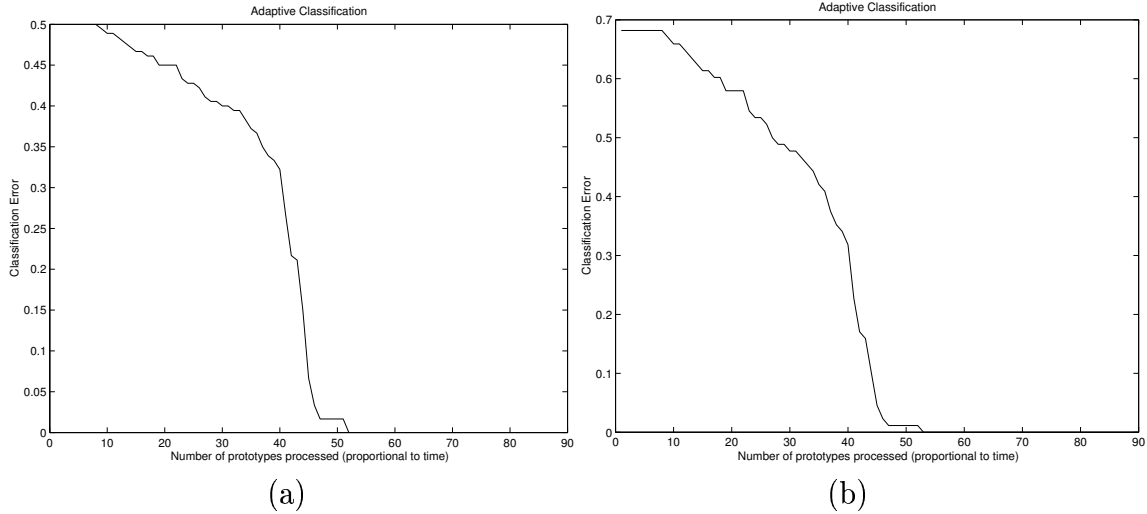 Adaptive Classification
0.5
0.45
0.4
0.35
0.3
0.25
0.2
0.15
0.1
0.05
0
Classification Error
0 10 20 30 40 50 60 70 80 90
Number of prototypes processed (proportional to time)
(a)
Adaptive Classification
0.7
0.6
0.5
0.4
0.3
0.2
0.1
0
Classification Error
0 10 20 30 40 50 60 70 80 90
Number of prototypes processed (proportional to time)
(b)